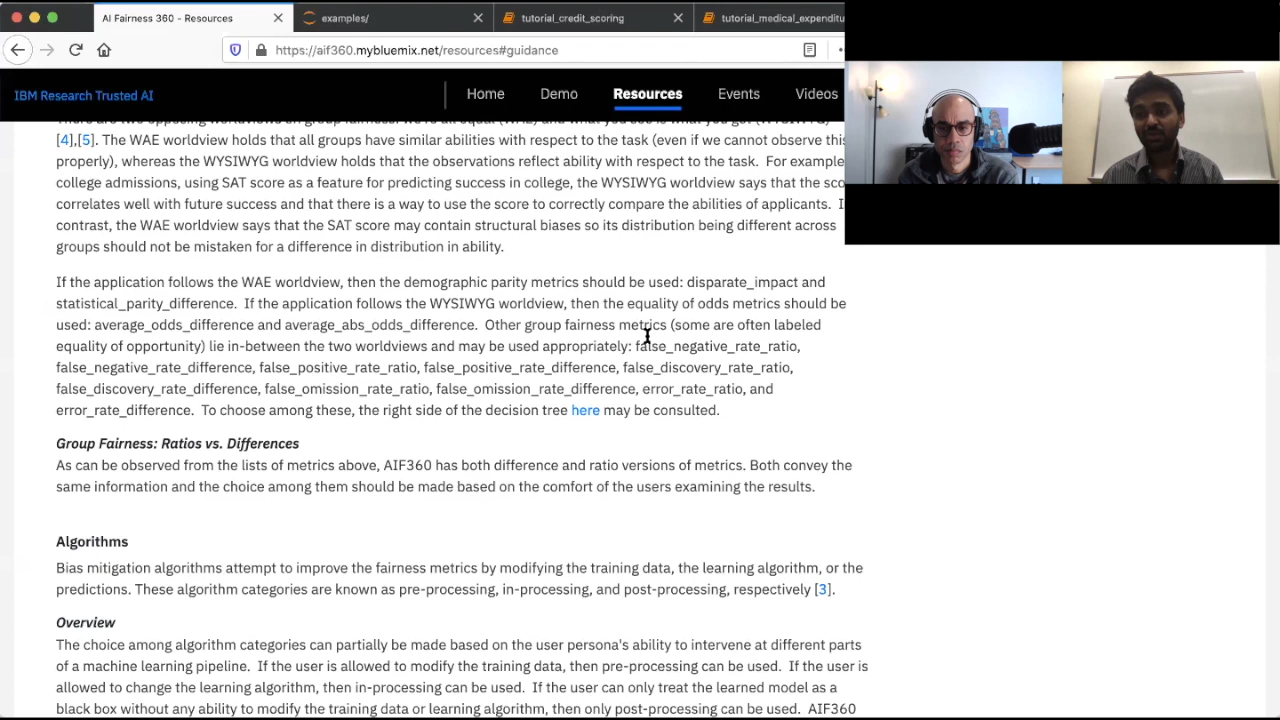 AI Fairness 360 - Resources
examples/
tutorial_credit_scoring
tutorial_medical_expenditu
https://aif360.mybluemix.net/resources#guidance
IBM Research Trusted AI
Home
Demo
Resources
Events
Videos
[4],[5]. The WAE worldview holds that all groups have similar abilities with respect to the task (even if we cannot observe this
properly), whereas the WYSIWYG worldview holds that the observations reflect ability with respect to the task. For example
college admissions, using SAT score as a feature for predicting success in college, the WYSIWYG worldview says that the sco
correlates well with future success and that there is a way to use the score to correctly compare the abilities of applicants. I
contrast, the WAE worldview says that the SAT score may contain structural biases so its distribution being different across
groups should not be mistaken for a difference in distribution in ability.
If the application follows the WAE worldview, then the demographic parity metrics should be used: disparate_impact and
statistical_parity_difference. If the application follows the WYSIWYG worldview, then the equality of odds metrics should be
used: average_odds_difference and average_abs_odds_difference. Other group fairness metrics (some are often labeled
equality of opportunity) lie in-between the two worldviews and may be used appropriately: false_negative_rate_ratio,
false_negative_rate_difference, false_positive_rate_ratio, false_positive_rate_difference, false_discovery_rate_ratio,
false_discovery_rate_difference, false_omission_rate_ratio, false_omission_rate_difference, error_rate_ratio, and
error_rate_difference. To choose among these, the right side of the decision tree here may be consulted.
Group Fairness: Ratios vs. Differences
As can be observed from the lists of metrics above, AIF360 has both difference and ratio versions of metrics. Both convey the
same information and the choice among them should be made based on the comfort of the users examining the results.
Algorithms
Bias mitigation algorithms attempt to improve the fairness metrics by modifying the training data, the learning algorithm, or the
predictions. These algorithm categories are known as pre-processing, in-processing, and post-processing, respectively [3].
Overview
The choice among algorithm categories can partially be made based on the user persona's ability to intervene at different parts
of a machine learning pipeline. If the user is allowed to modify the training data, then pre-processing can be used. If the user is
allowed to change the learning algorithm, then in-processing can be used. If the user can only treat the learned model as a
black box without any ability to modify the training data or learning algorithm, then only post-processing can be used. AIF360